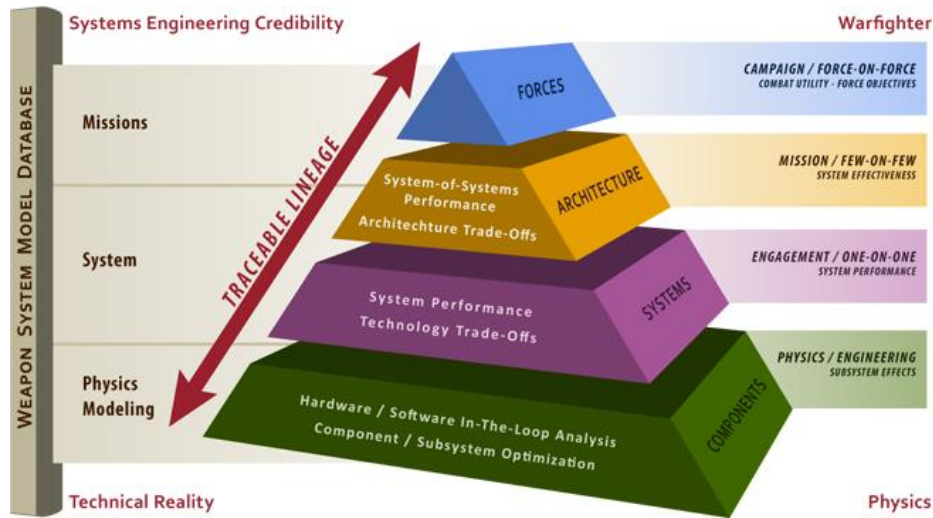 Systems Engineering Credibility
Warfighter
WEAPON SYSTEM MODEL DATABASE
Missions
System
Physics
Modeling
TRACEABLE LINEAGE
FORCES
System-of-Systems
Performance
Architechture Trade-Offs
ARCHITECTURE
System Performance
Technology Trade-Offs
SYSTEMS
Hardware / Software In-The-Loop Analysis
Component / Subsystem Optimization
COMPONENTS
CAMPAIGN / FORCE-ON-FORCE
COMBAT UTILITY - FORCE OBJECTIVES
MISSION / FEW-ON-FEW
SYSTEM EFFECTIVENESS
ENGAGEMENT / ONE-ON-ONE
SYSTEM PERFORMANCE
PHYSICS / ENGINEERING
SUBSYSTEM EFFECTS
Technical Reality
Physics